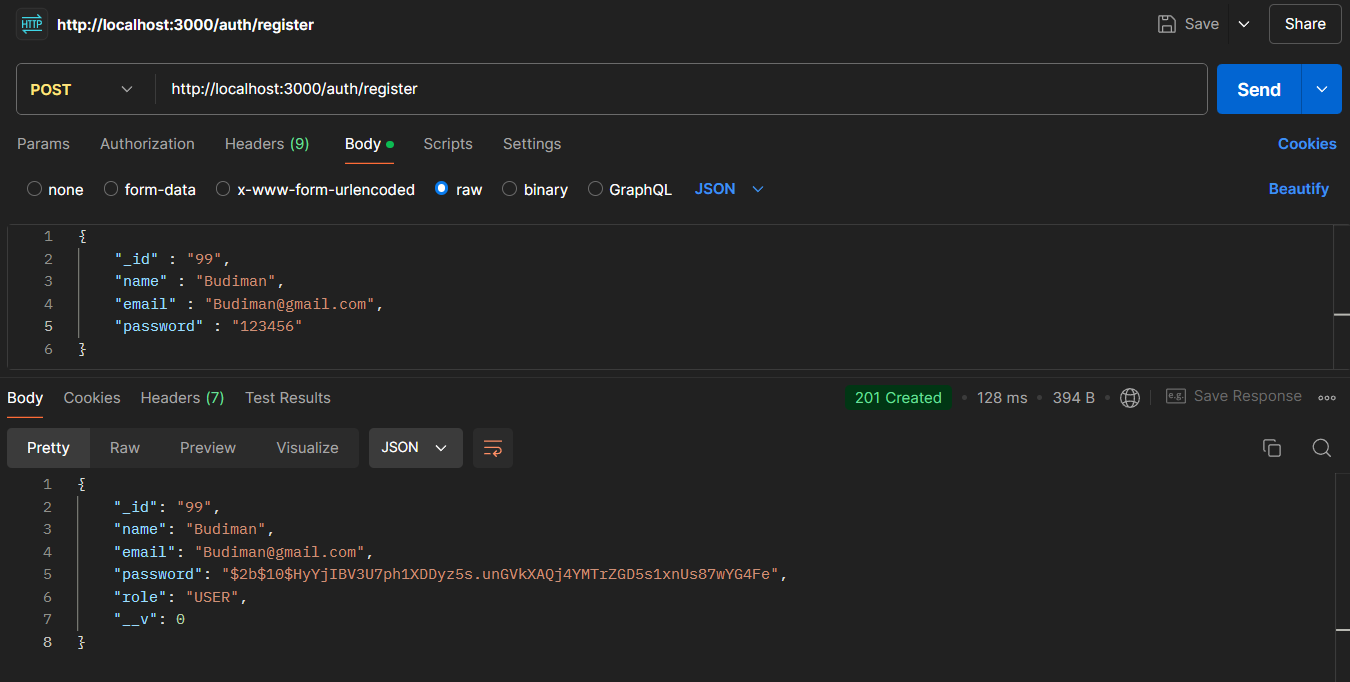 HTTP http://localhost:3000/auth/register Save Share
POST http://localhost:3000/auth/register Send
Params Authorization Headers (9) Body Scripts Settings Cookies
none form-data x-www-form-urlencoded raw binary GraphQL JSON Beautify
1 {
2 "_id" : "99",
3 "name" : "Budiman",
4 "email" : "Budiman@gmail.com",
5 "password" : "123456"
6 }
Body Cookies Headers (7) Test Results 201 Created • 128 ms • 394 B • e.g. Save Response
Pretty Raw Preview Visualize JSON
1 {
2 "_id": "99",
3 "name": "Budiman",
4 "email": "Budiman@gmail.com",
5 "password": "$2b$10$HyYjIBV3U7ph1XDDyz5s.unGVkXAQj4YMTrZGD5s1xnUs87wYG4Fe",
6 "role": "USER",
7 "__v": 0
8 }